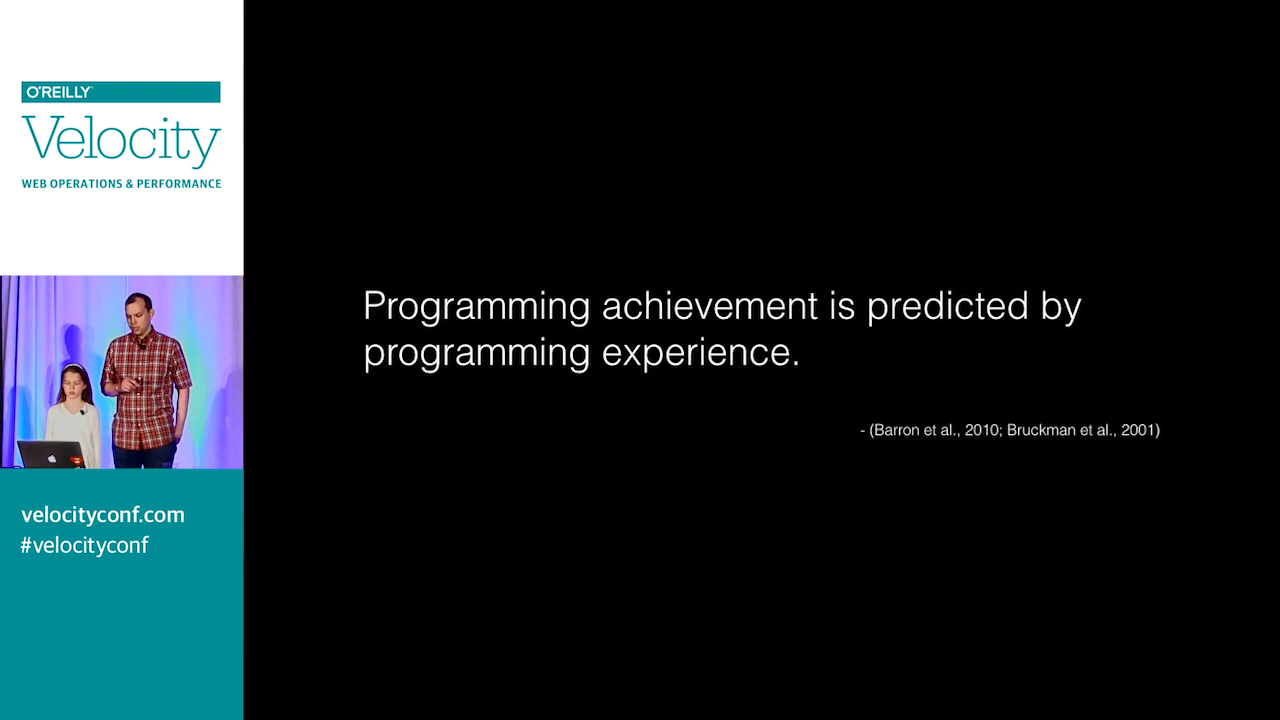 O'REILLY
Velocity
WEB OPERATIONS & PERFORMANCE
Programming achievement is predicted by
programming experience.
- (Barron et al., 2010; Bruckman et al., 2001)
velocityconf.com
#velocityconf